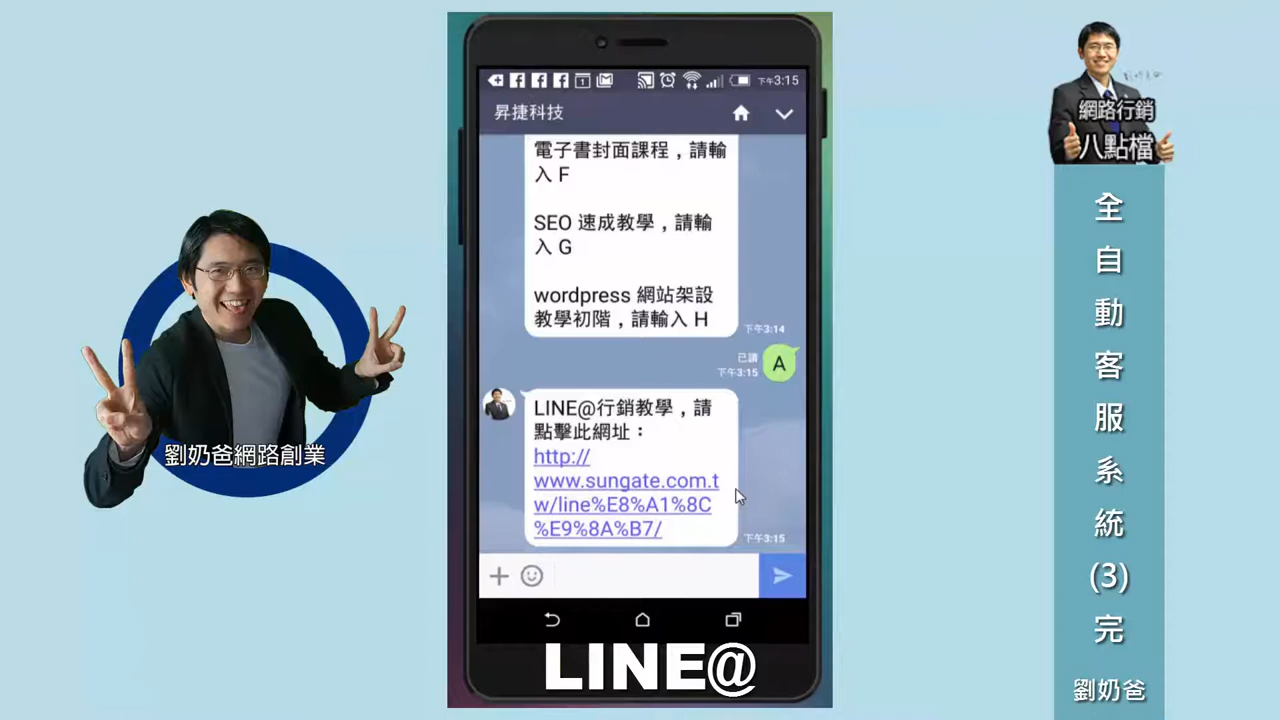 下午3:15
昇捷科技
電子書封面課程，請輸
入 F
SEO 速成教學，請輸
入 G
wordpress 網站架設
教學初階，請輸入 H
下午3:14
已讀
下午3:15
A
LINE@行銷教學，請
點擊此網址：
http://
www.sungate.com.t
w/line%E8%A1%8C
%E9%8A%B7/
下午3:15
LINE@
劉奶爸網路創業
網路行銷
八點檔
全自動客服系統(3)完
劉奶爸